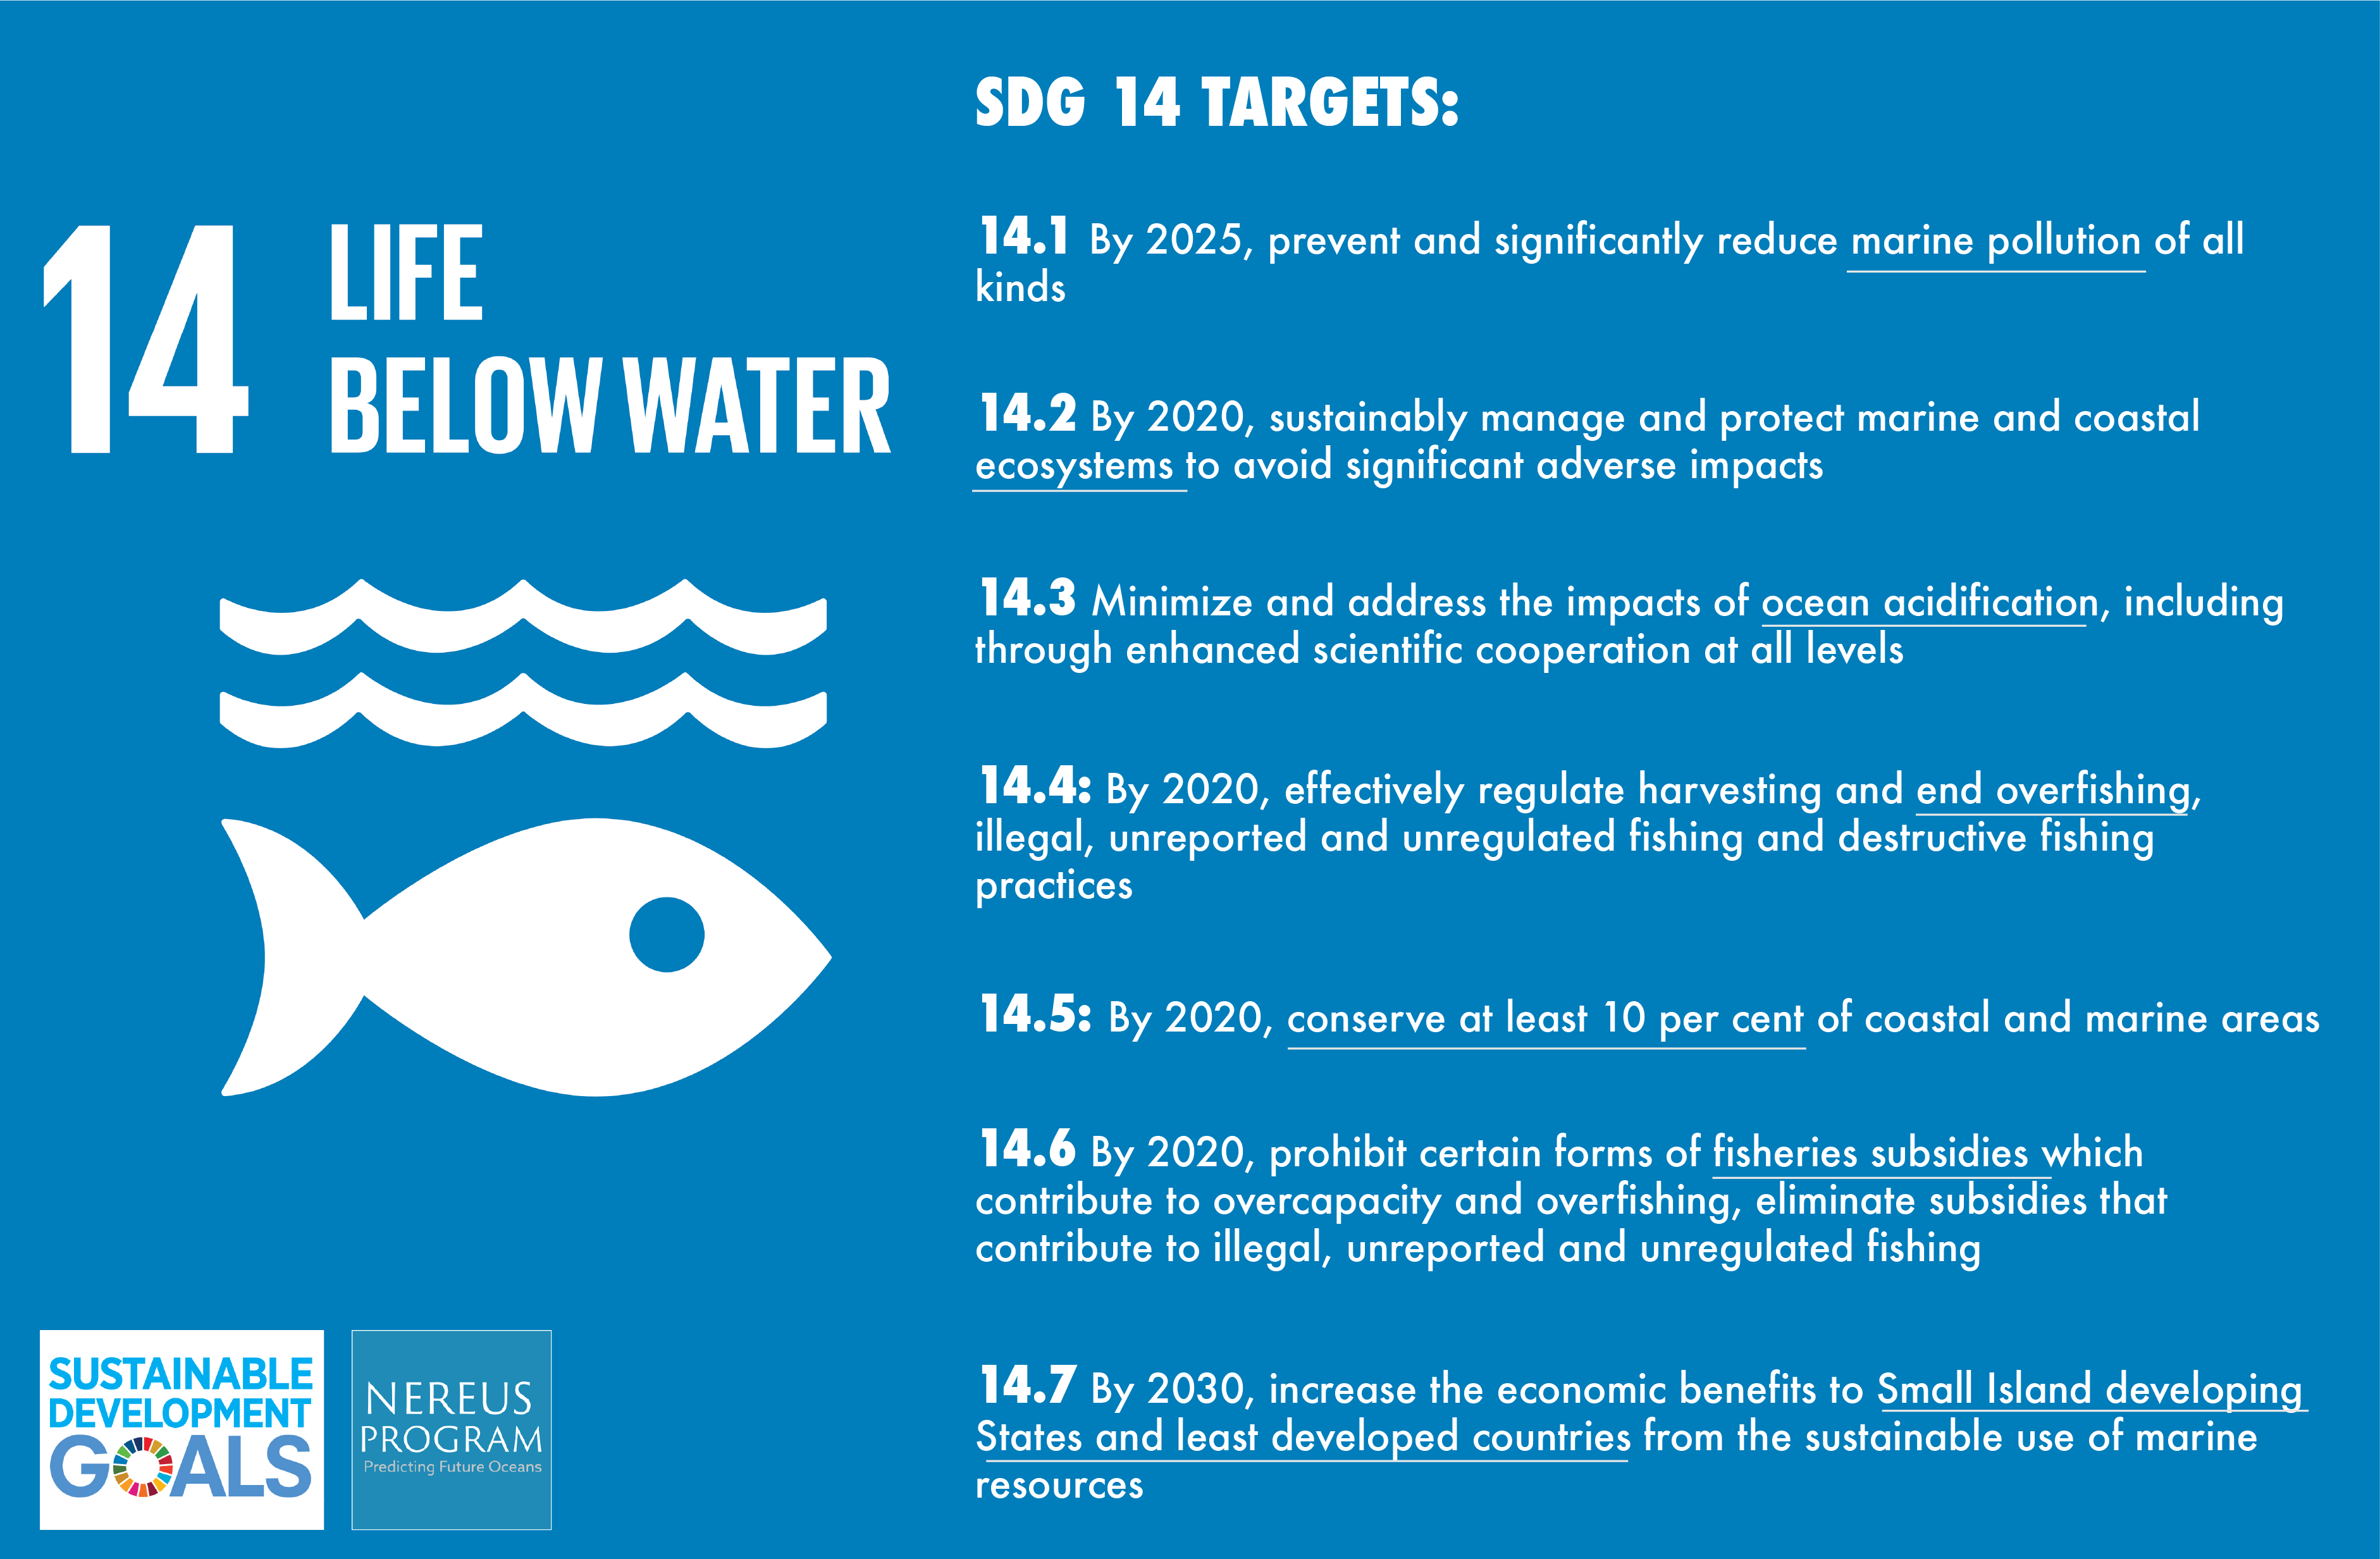 14 LIFE
BELOW WATER
SDG 14 TARGETS:
14.1 By 2025, prevent and significantly reduce marine pollution of all
kinds
14.2 By 2020, sustainably manage and protect marine and coastal
ecosystems to avoid significant adverse impacts
14.3 Minimize and address the impacts of ocean acidification, including
through enhanced scientific cooperation at all levels
14.4: By 2020, effectively regulate harvesting and end overfishing,
illegal, unreported and unregulated fishing and destructive fishing
practices
14.5: By 2020, conserve at least 10 per cent of coastal and marine areas
14.6 By 2020, prohibit certain forms of fisheries subsidies which
contribute to overcapacity and overfishing, eliminate subsidies that
contribute to illegal, unreported and unregulated fishing
14.7 By 2030, increase the economic benefits to Small Island developing
States and least developed countries from the sustainable use of marine
resources
SUSTAINABLE
DEVELOPMENT
GOALS
NEREUS
PROGRAM
Predicting Future Oceans